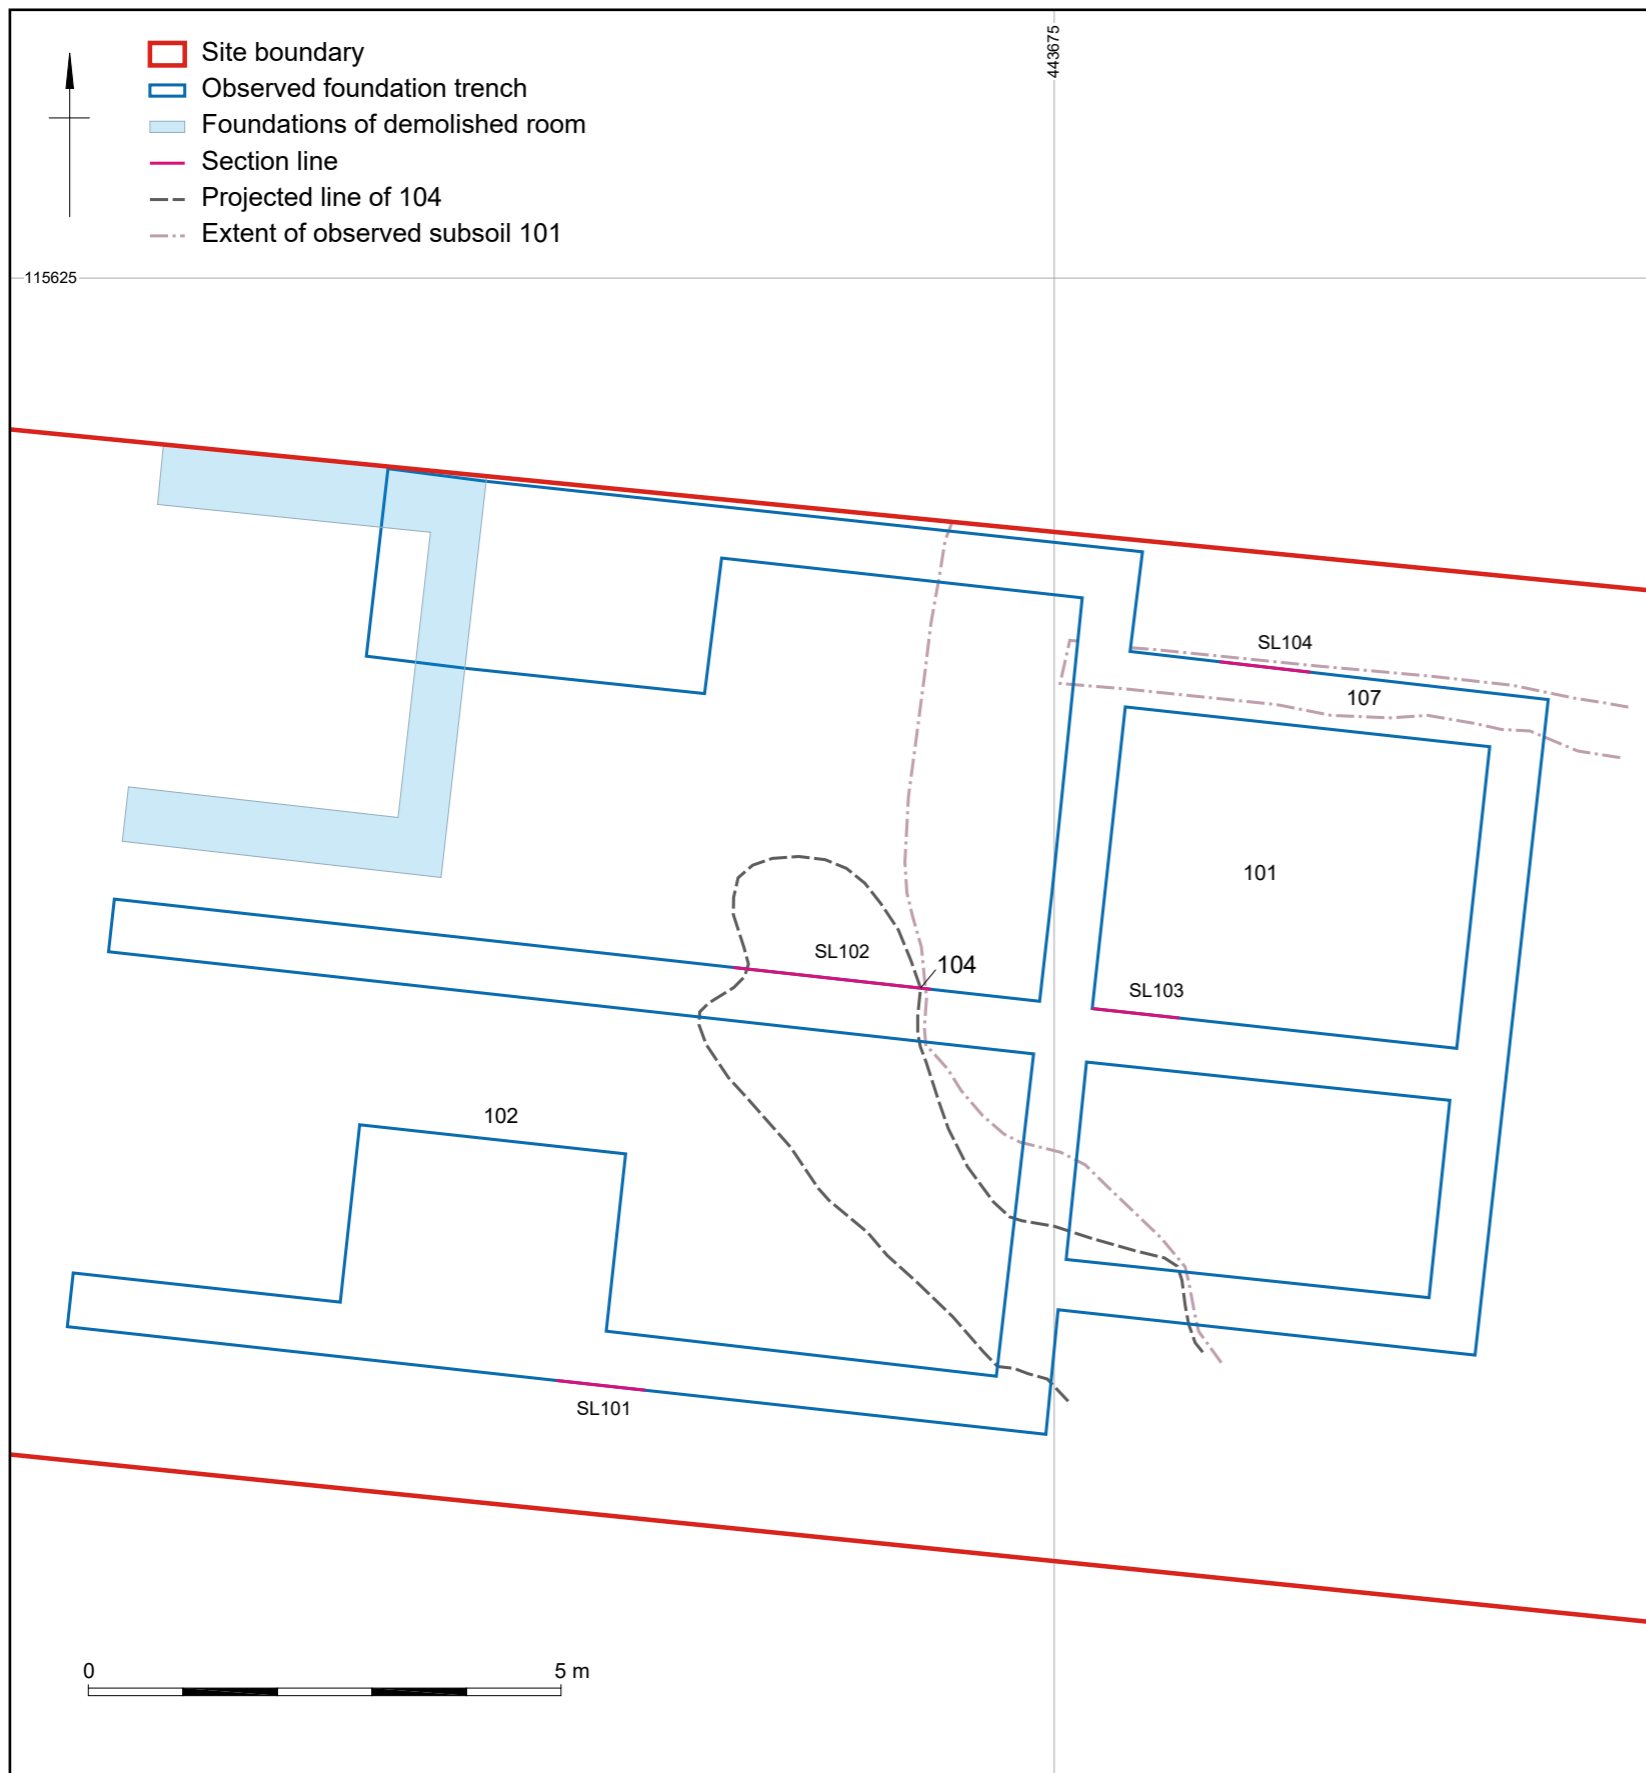 443675
Site boundary
Observed foundation trench
Foundations of demolished room
Section line
Projected line of 104
Extent of observed subsoil 101
115625
SL104
107
101
SL102
104
SL103
102
SL101
0 5 m